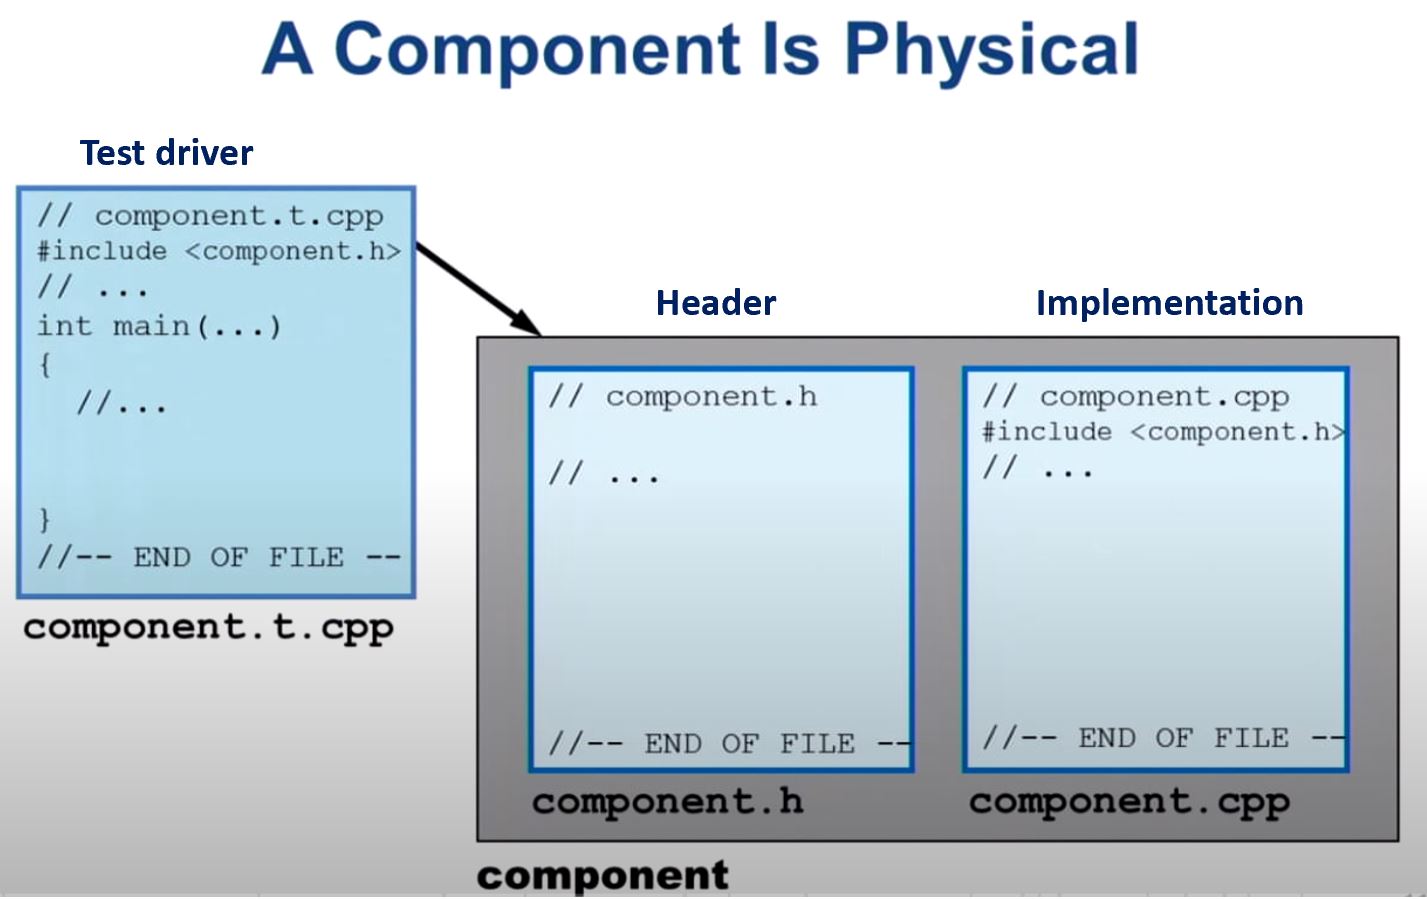 A Component Is Physical
Test driver
// component.t.cpp
#include <component.h>
// ...
int main(...)
{
//...
}
//-- END OF FILE --
component.t.cpp
Header
// component.h
// ...
//-- END OF FILE --
component.h
Implementation
// component.cpp
#include <component.h>
// ...
//-- END OF FILE --
component.cpp
component